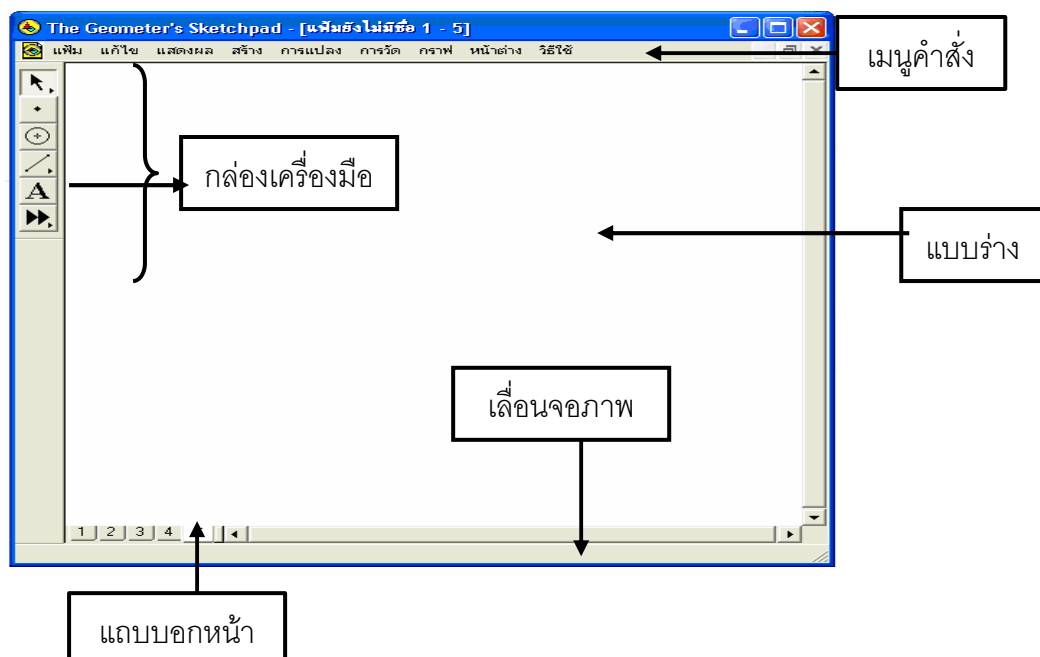 The Geometer's Sketchpad - [แฟ้มยังไม่มีชื่อ 1 - 5]
แฟ้ม แก้ไข แสดงผล สร้าง การแปลง การวัด กราฟ หน้าต่าง วิธีใช้
เมนูคำสั่ง
กล่องเครื่องมือ
A
แบบร่าง
เลื่อนจอภาพ
1 2 3 4
แถบบอกหน้า